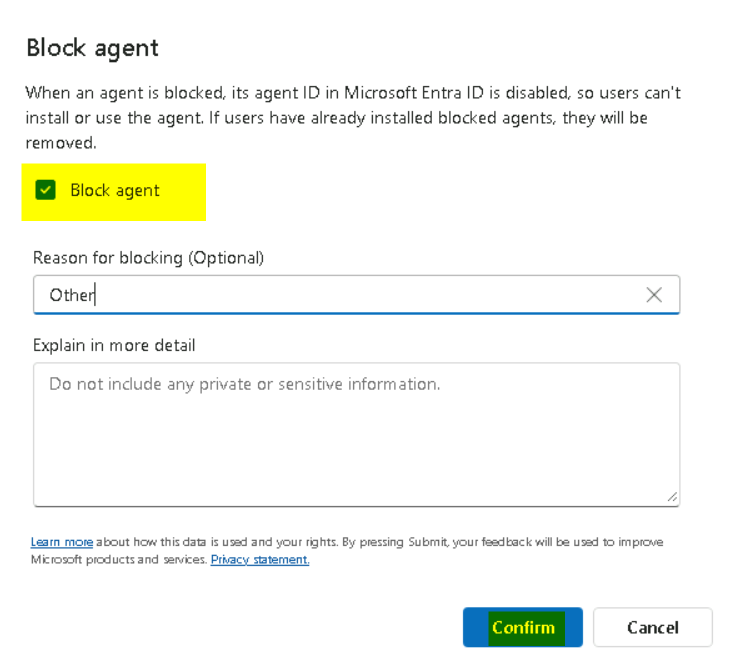 Block agent
When an agent is blocked, its agent ID in Microsoft Entra ID is disabled, so users can't
install or use the agent. If users have already installed blocked agents, they will be
removed.
Block agent
Reason for blocking (Optional)
Other
Explain in more detail
Do not include any private or sensitive information.
Learn more about how this data is used and your rights. By pressing Submit, your feedback will be used to improve
Microsoft products and services. Privacy statement.
Confirm Cancel